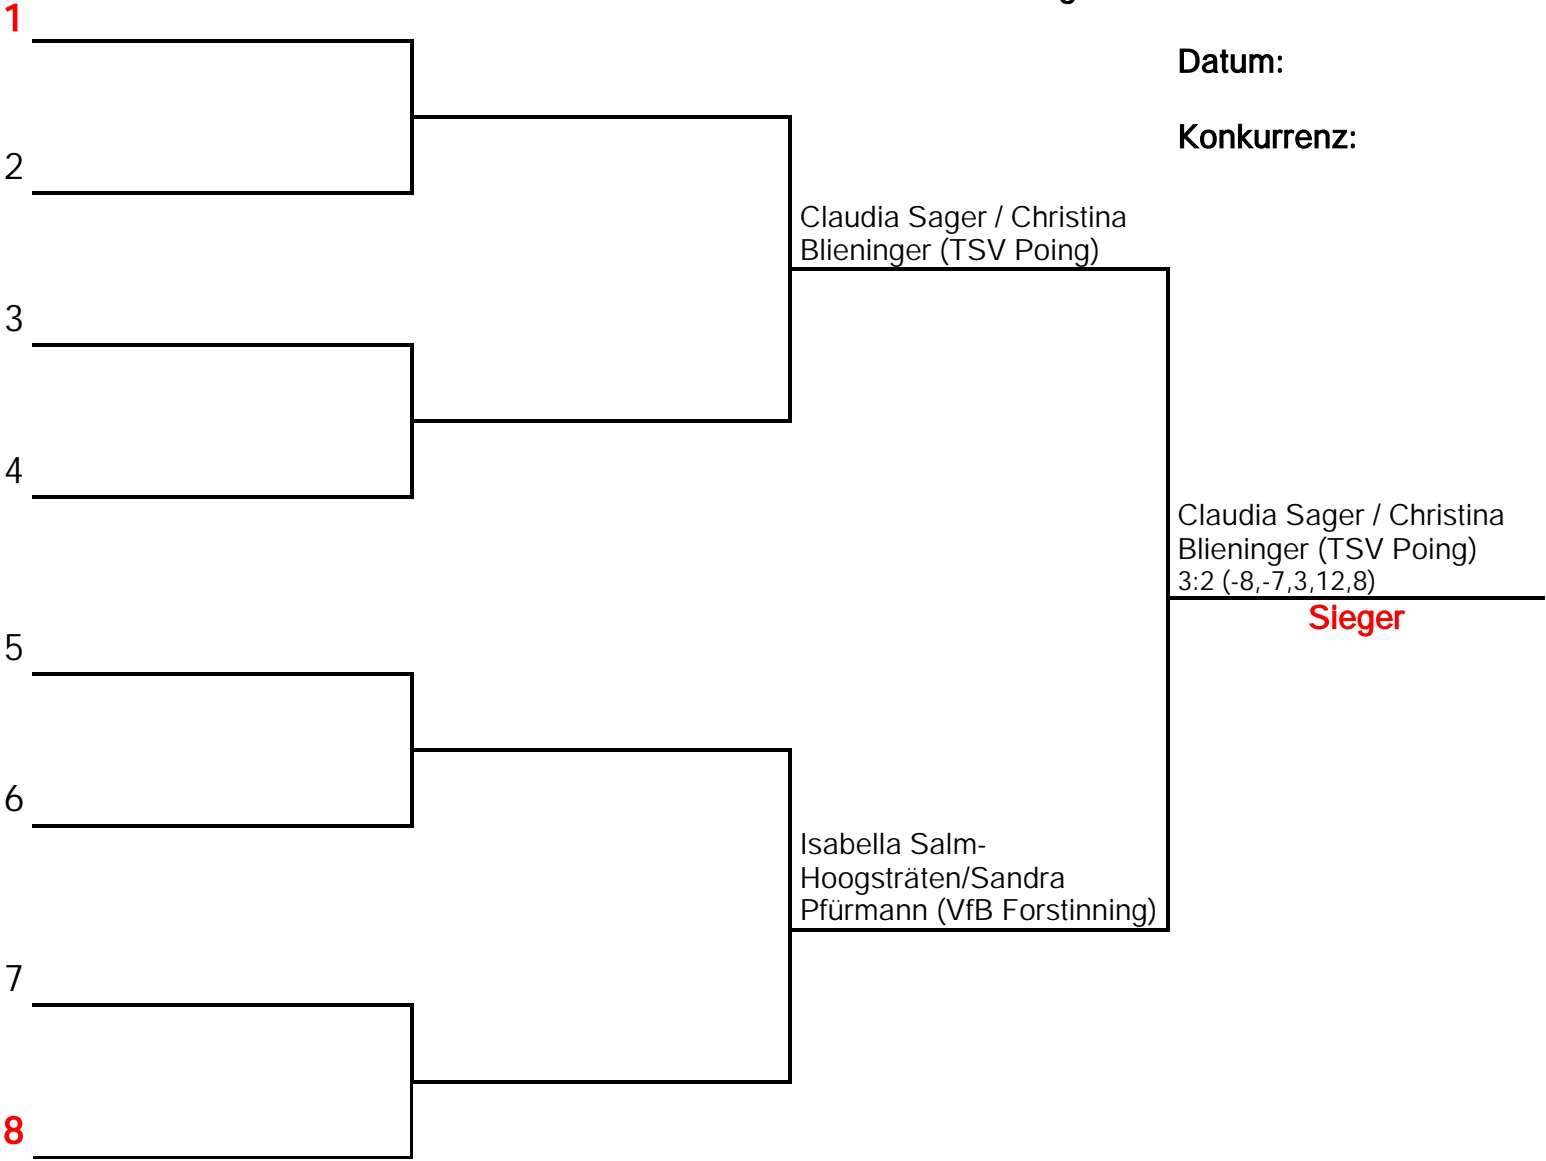 1
Datum:
Konkurrenz:
2
Claudia Sager / Christina
Blieninger (TSV Poing)
3
4
Claudia Sager / Christina
Blieninger (TSV Poing)
3:2 (-8,-7,3,12,8)
Sieger
5
6
Isabella Salm-
Hoogsträten/Sandra
Pfürmann (VfB Forstinning)
7
8